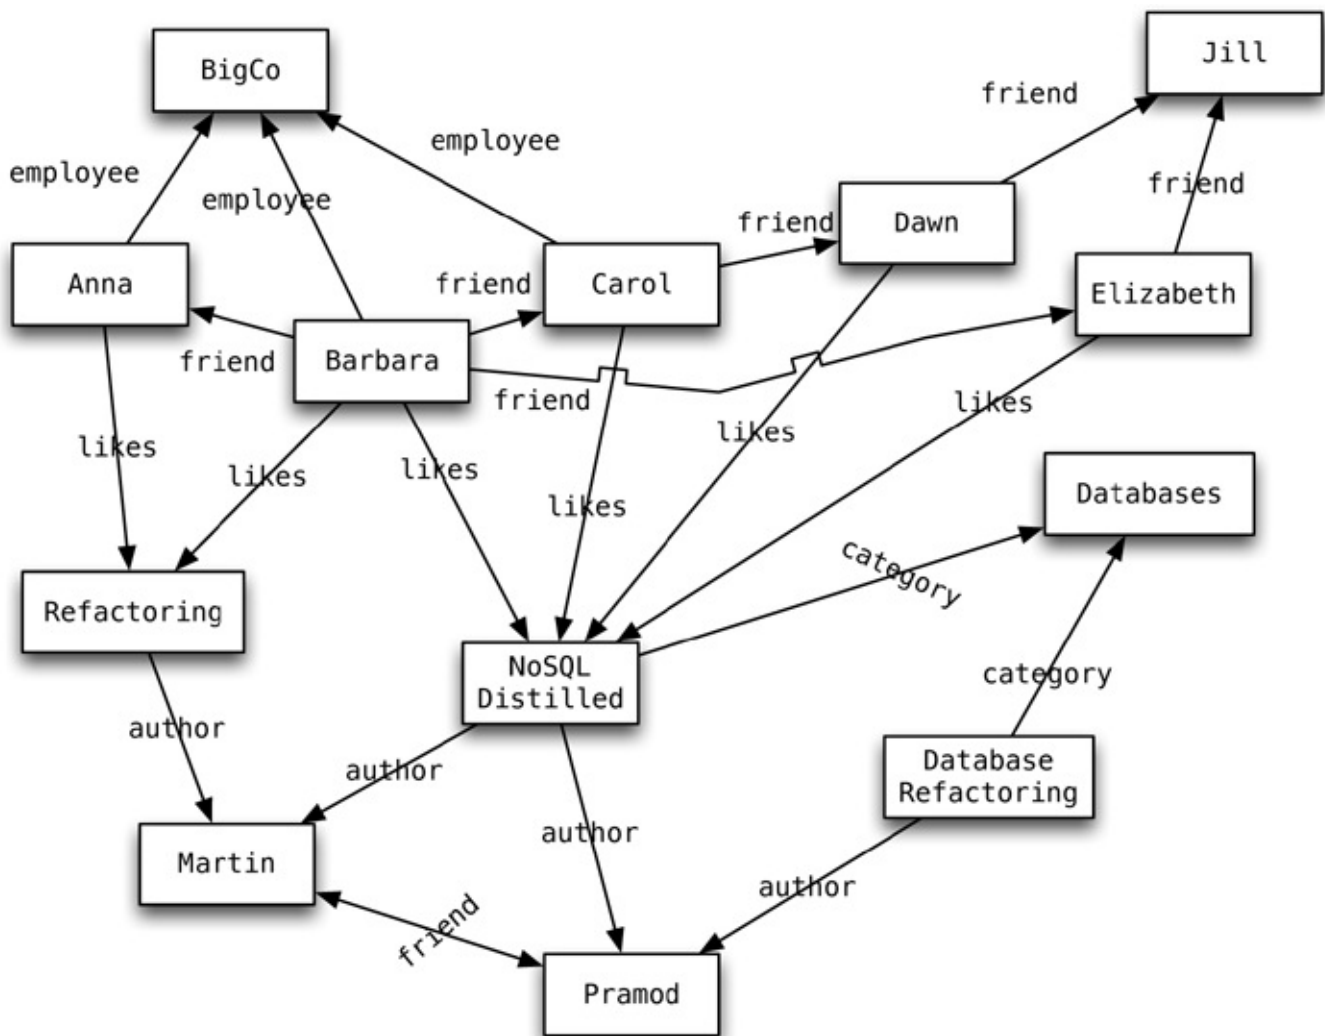 BigCo
Jill
friend
employee
employee
friend
employee
friend
Dawn
Anna
friend
Carol
Elizabeth
friend
Barbara
friend
likes
likes
likes
likes
likes
likes
Databases
category
Refactoring
NoSQL
Distilled
category
author
author
Database
Refactoring
author
author
Martin
friend
Pramod